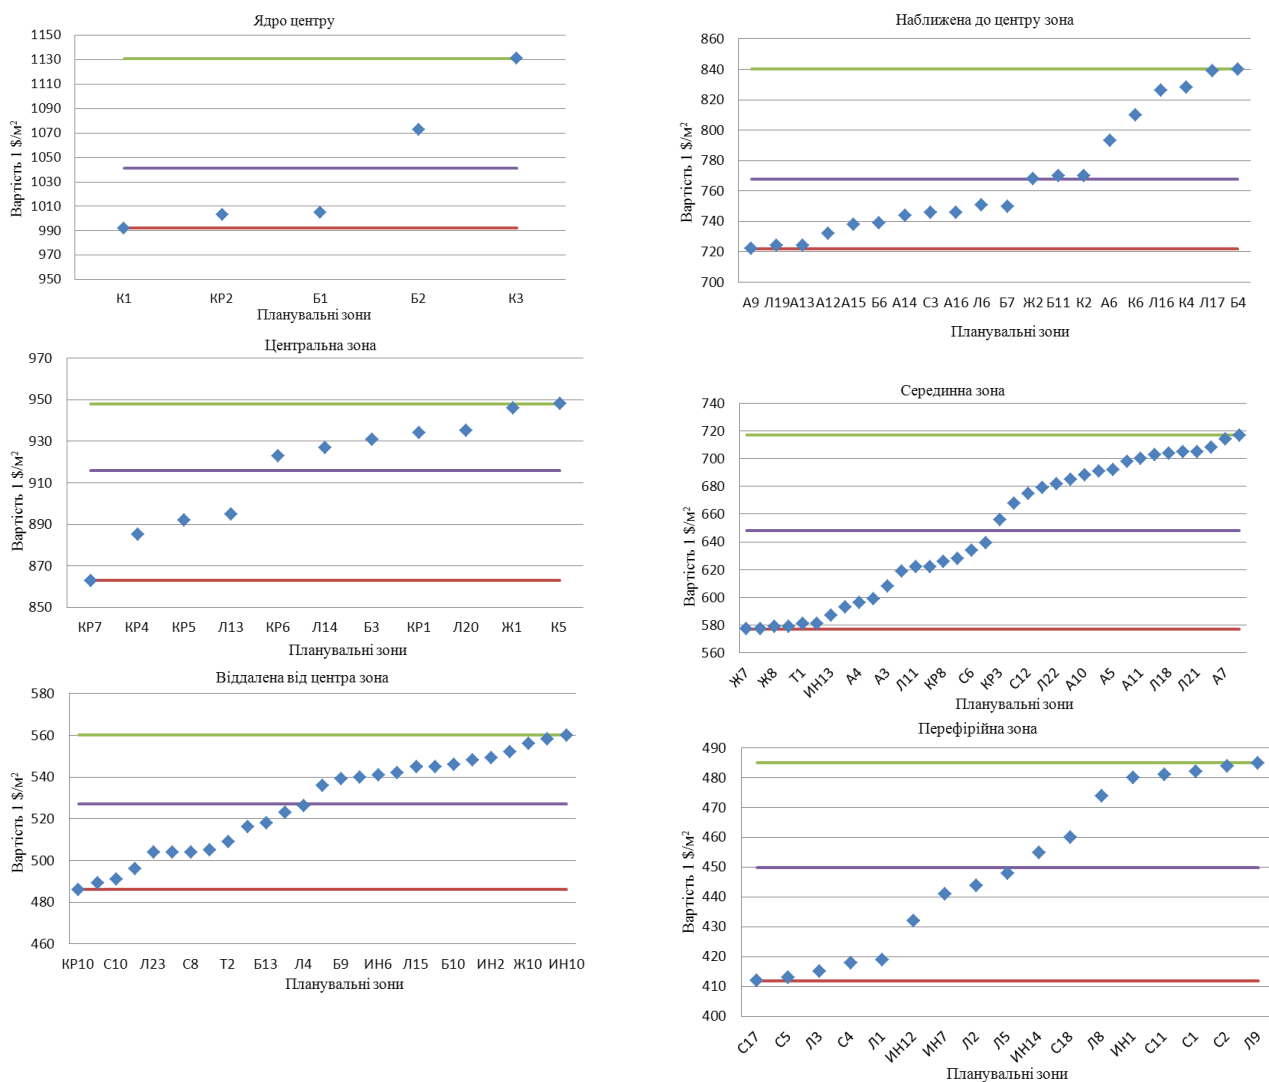 Ядро центру
Вартість 1 $/м²
1150
1130
1110
1090
1070
1050
1030
1010
990
970
950
К1 КР2 Б1 Б2 К3
Планувальні зони
Наближена до центру зона
Вартість 1 $/м²
860
840
820
800
780
760
740
720
700
А9 Л19 А13 А12 А15 Б6 А14 С3 А16 Л6 Б7 Ж2 Б11 К2 А6 К6 Л16 К4 Л17 Б4
Планувальні зони
Центральна зона
Вартість 1 $/м²
970
950
930
910
890
870
850
КР7 КР4 КР5 Л13 КР6 Л14 Б3 КР1 Л20 Ж1 К5
Планувальні зони
Серединна зона
Вартість 1 $/м²
740
720
700
680
660
640
620
600
580
560
Ж7 Ж8 Т1 ИН13 А4 А3 Л11 КР8 С6 КР3 С12 Л22 А10 А5 А11 Л18 Л21 А7
Планувальні зони
Віддалена від центра зона
Вартість 1 $/м²
580
560
540
520
500
480
460
КР10 С10 Л23 С8 Т2 Б13 Л4 Б9 ИН6 Л15 Б10 ИН2 Ж10 ИН10
Планувальні зони
Перефірійна зона
Вартість 1 $/м²
490
480
470
460
450
440
430
420
410
400
С17 С5 Л3 С4 Л1 ИН12 ИН7 Л2 Л5 ИН14 С18 Л8 ИН1 С11 С1 С2 Л9
Планувальні зони